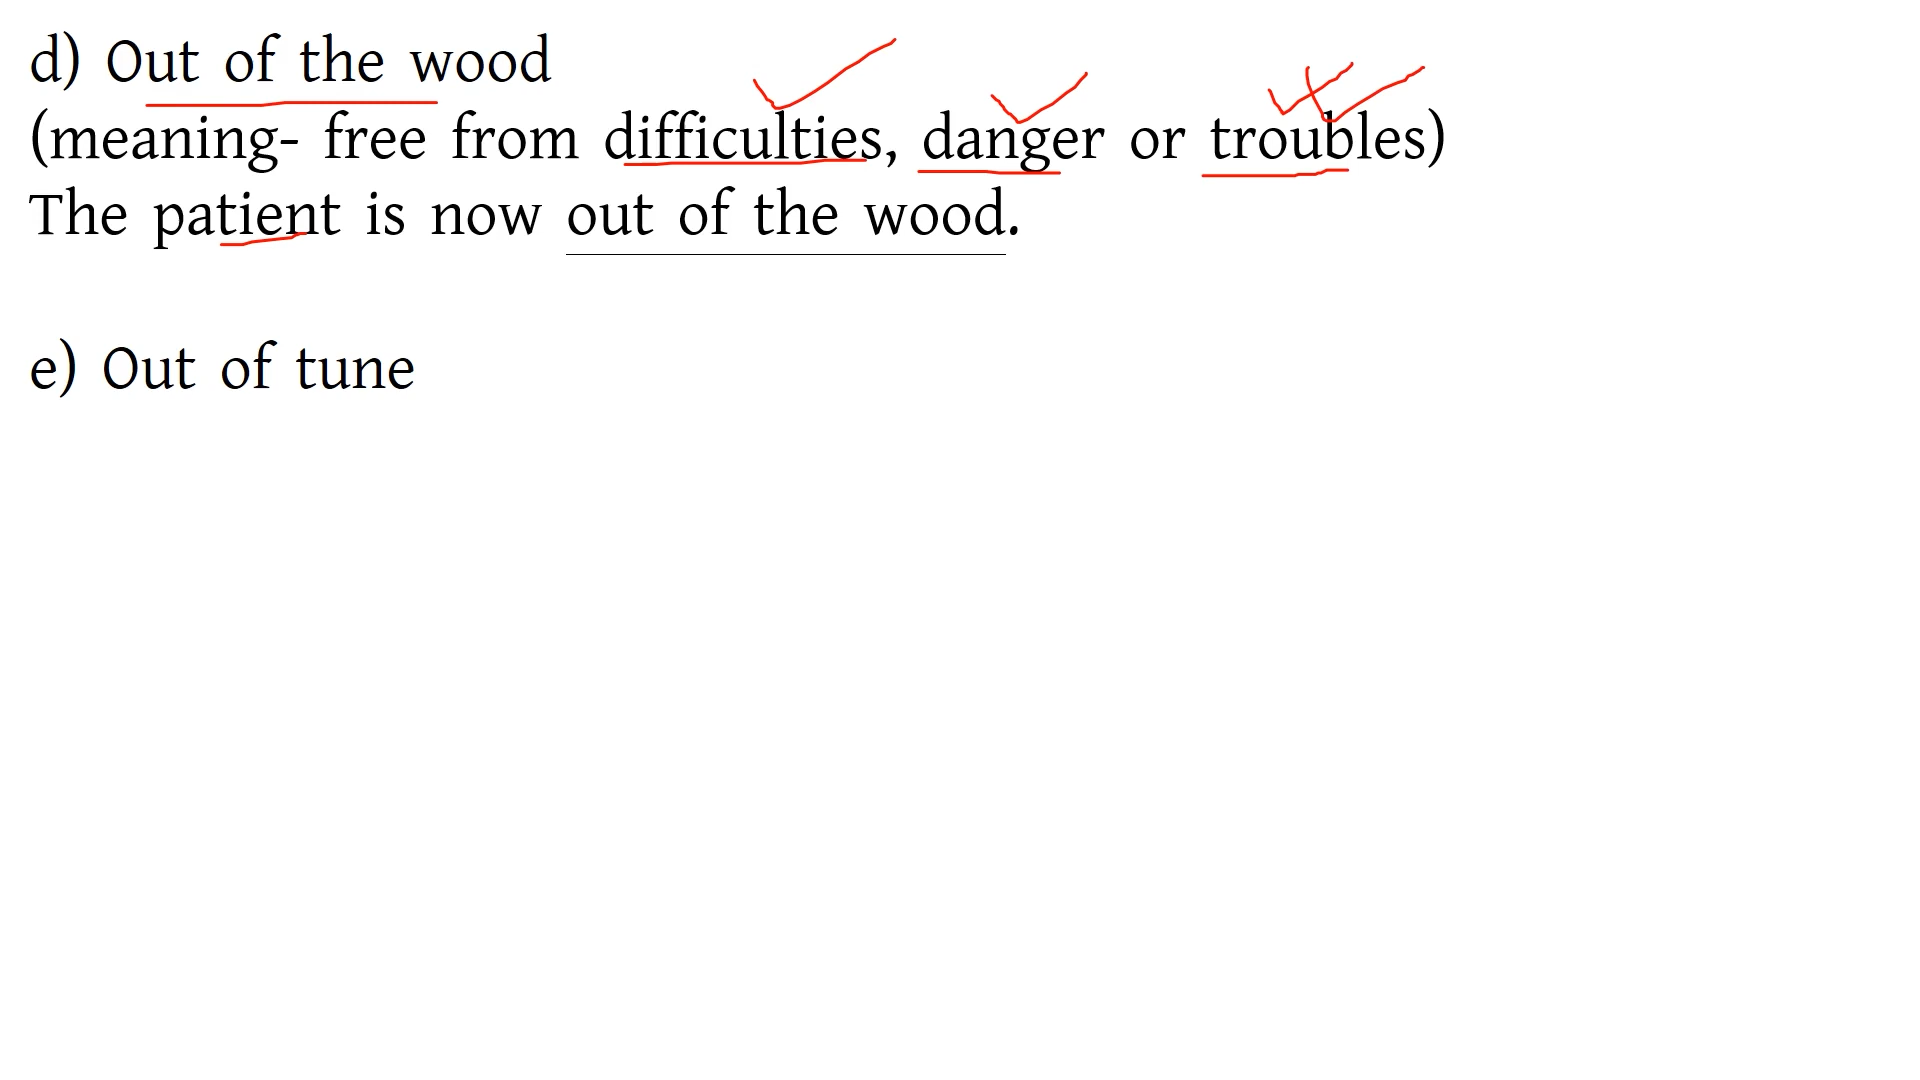 d) Out of the wood
(meaning- free from difficulties, danger or troubles)
The patient is now out of the wood.
e) Out of tune